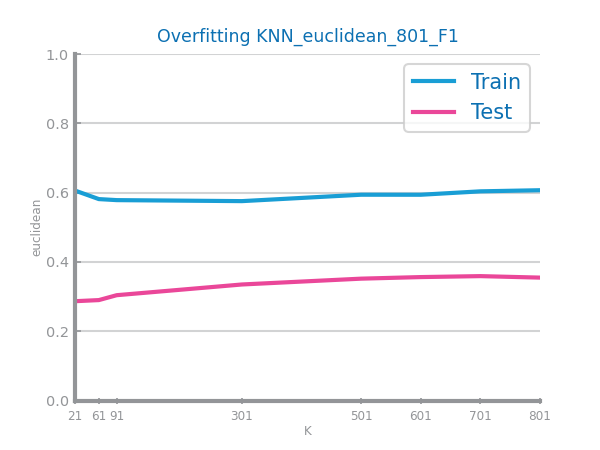 Overfitting KNN_euclidean_801_F1
1.0
0.8
0.6
0.4
0.2
0.0
euclidean
Train
Test
21 61 91 301 501 601 701 801
K